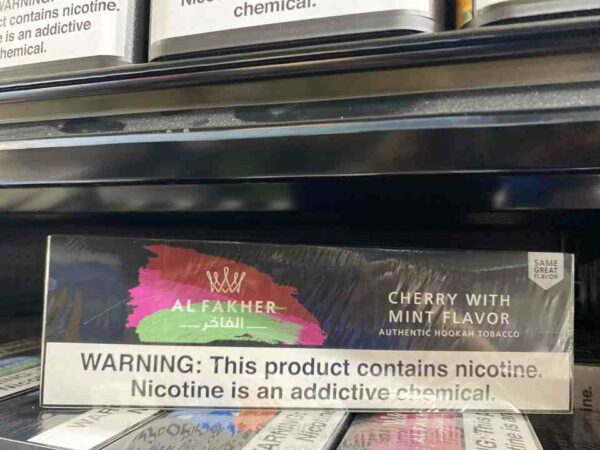 WARNING:
t contains nicotine.
e is an addictive
hemical.
chemical.
SAME
GREAT
FLAVOR
AL FAKHER
الفاخر
CHERRY WITH
MINT FLAVOR
AUTHENTIC HOOKAH TOBACCO
WARNING: This product contains nicotine.
Nicotine is an addictive chemical.